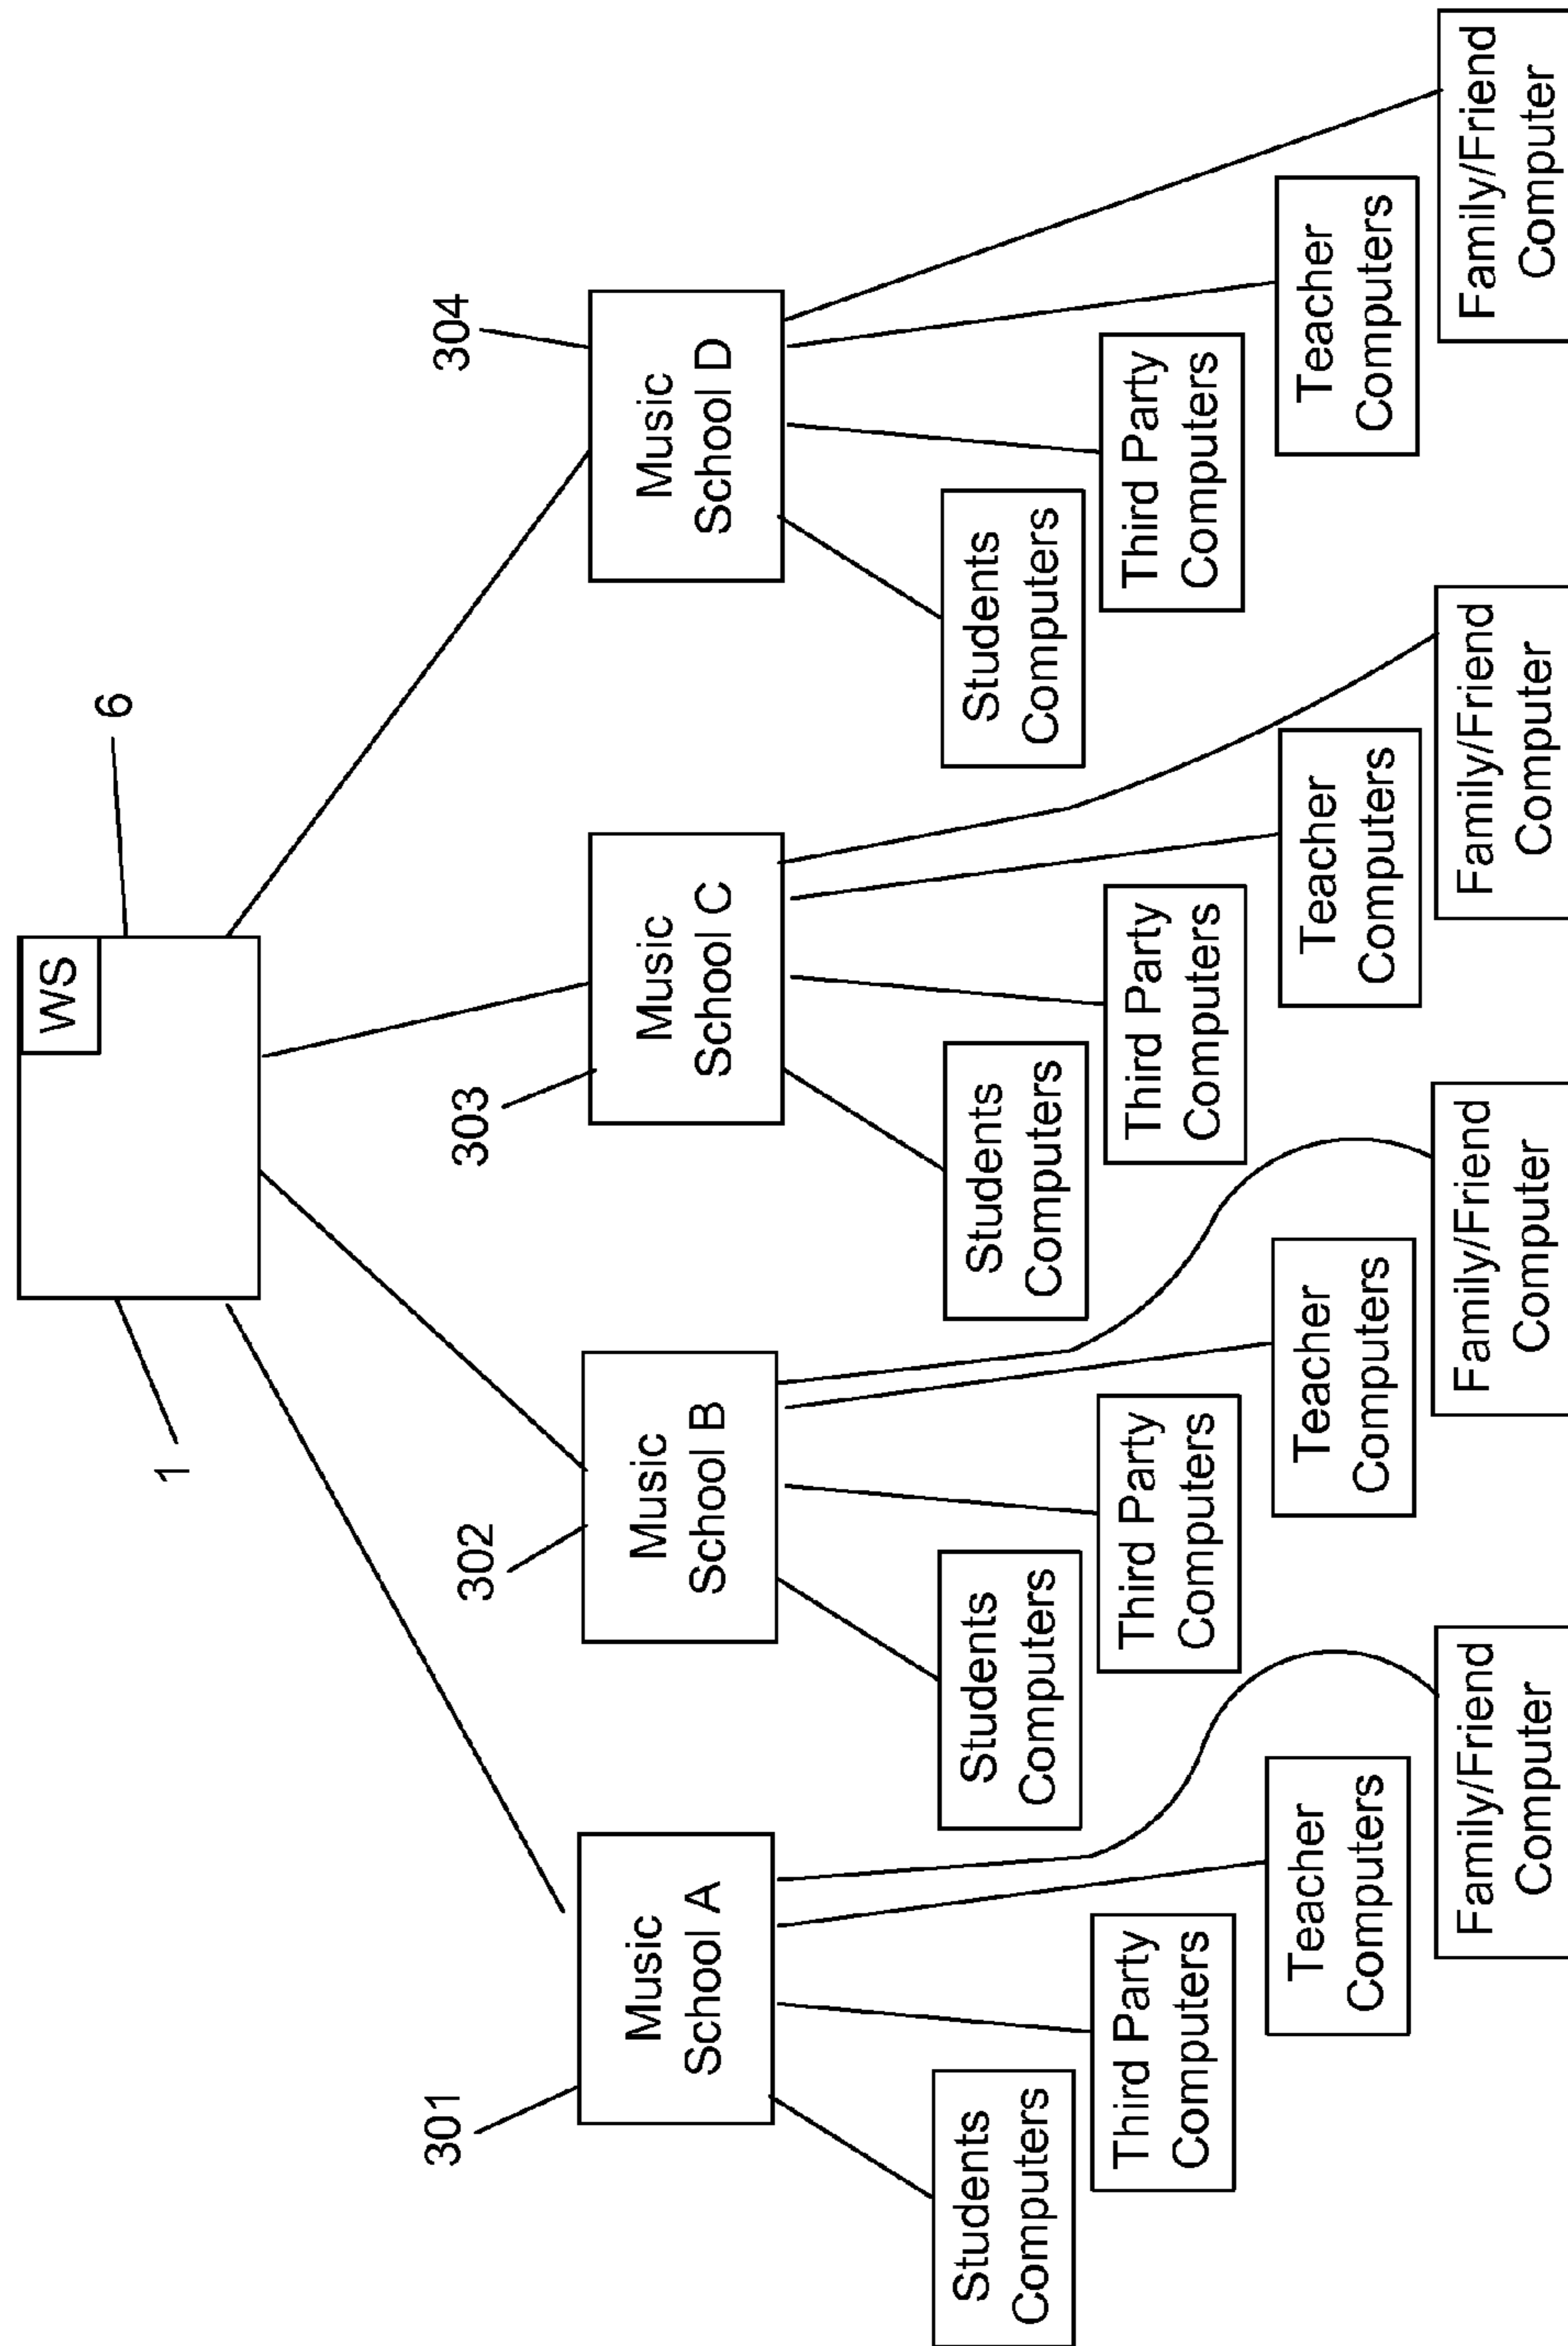 WS
6
1
301
302
303
304
Music
School A
Music
School B
Music
School C
Music
School D
Students
Computers
Third Party
Computers
Teacher
Computers
Family/Friend
Computer
Students
Computers
Third Party
Computers
Teacher
Computers
Family/Friend
Computer
Students
Computers
Third Party
Computers
Teacher
Computers
Family/Friend
Computer
Students
Computers
Third Party
Computers
Teacher
Computers
Family/Friend
Computer